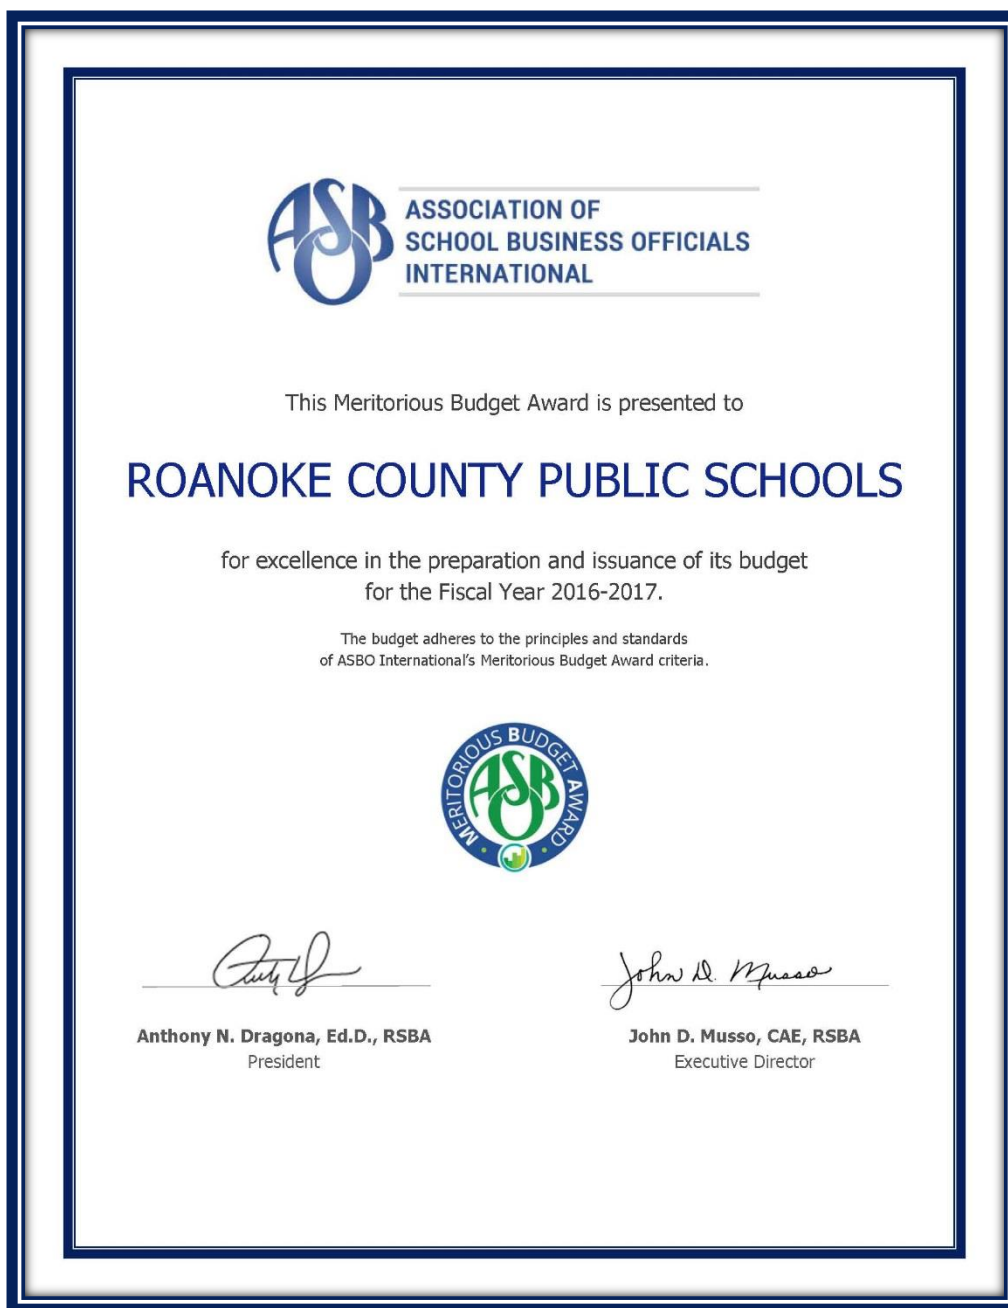 ASBO
ASSOCIATION OF
SCHOOL BUSINESS OFFICIALS
INTERNATIONAL
This Meritorious Budget Award is presented to
ROANOKE COUNTY PUBLIC SCHOOLS
for excellence in the preparation and issuance of its budget
for the Fiscal Year 2016-2017.
The budget adheres to the principles and standards
of ASBO International's Meritorious Budget Award criteria.
MERITORIOUS BUDGET AWARD
ASBO
John D. Musso
Anthony N. Dragona, Ed.D., RSBA
President
John D. Musso, CAE, RSBA
Executive Director